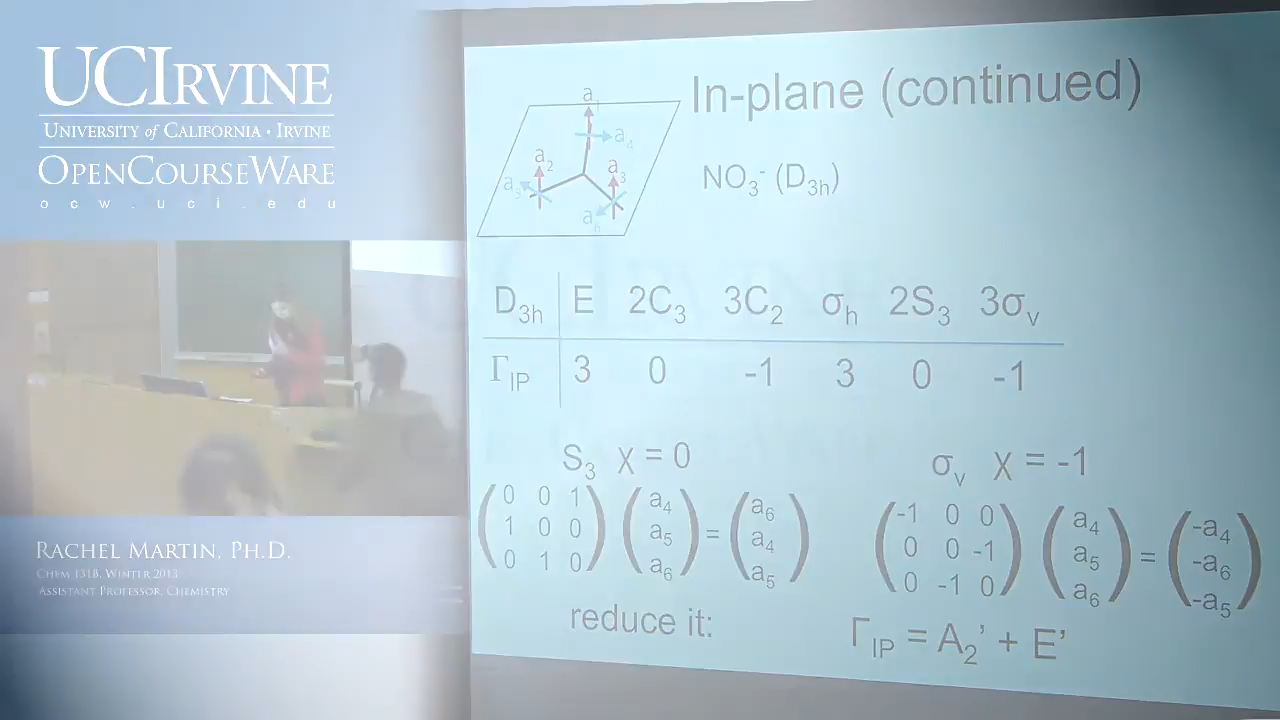 UCIRVINE
UNIVERSITY of CALIFORNIA · IRVINE
OPENCOURSEWARE
ocw.uci.edu
RACHEL MARTIN, PH.D.
CHEM 131B, WINTER 2013
ASSISTANT PROFESSOR, CHEMISTRY
In-plane (continued)
a₁
a₄
a₂
a₃
a₅
a₆
NO₃⁻ (D₃ₕ)
D₃ₕ E 2C₃ 3C₂ σₕ 2S₃ 3σᵥ
Γ_IP 3 0 -1 3 0 -1
S₃ χ = 0
σᵥ χ = -1
0 0 1 a₄ a₆
1 0 0 a₅ = a₄
0 1 0 a₆ a₅
-1 0 0 a₄ -a₄
0 0 -1 a₅ = -a₆
0 -1 0 a₆ -a₅
reduce it:
Γ_IP = A₂' + E'